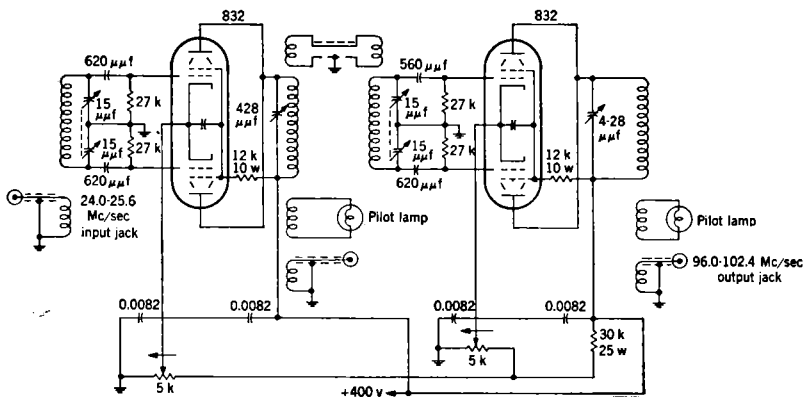 832
620 μμf
15
μμf
15
μμf
27 k
27 k
620 μμf
428
μμf
12 k
10 w
24.0-25.6
Mc/sec
input jack
Pilot lamp
0.0082
0.0082
5 k
832
560 μμf
15
μμf
15
μμf
27 k
27 k
620 μμf
4-28
μμf
12 k
10 w
Pilot lamp
96.0-102.4 Mc/sec
output jack
0.0082
0.0082
30 k
25 w
5 k
+400 v